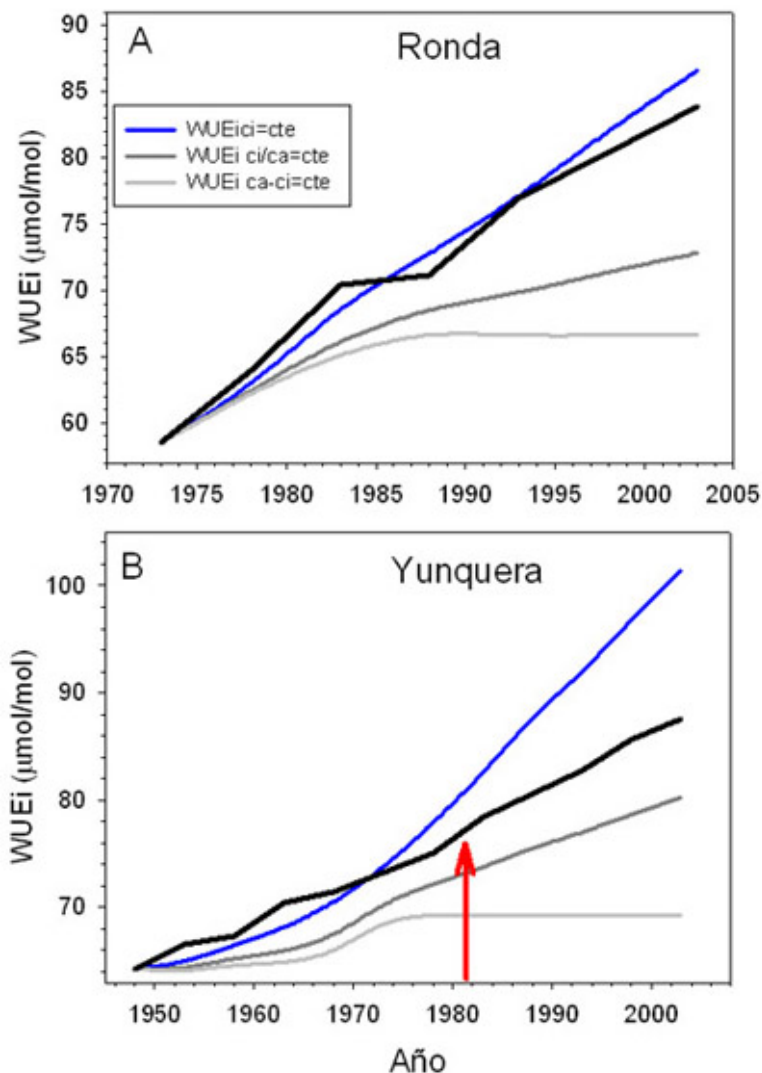 A
Ronda
90
85
80
75
70
65
60
WUEi (μmol/mol)
WUEici=cte
WUEi ci/ca=cte
WUEi ca-ci=cte
1970 1975 1980 1985 1990 1995 2000 2005
B
Yunquera
100
90
80
70
WUEi (μmol/mol)
1950 1960 1970 1980 1990 2000
Año